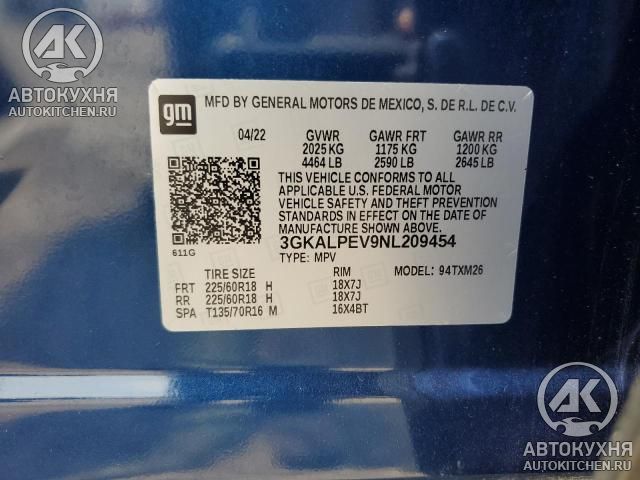 AK
АВТОКУХНЯ
AUTOKITCHEN.RU
gm
MFD BY GENERAL MOTORS DE MEXICO, S. DE R.L. DE C.V.
04/22 GVWR GAWR FRT GAWR RR
2025 KG 1175 KG 1200 KG
4464 LB 2590 LB 2645 LB
THIS VEHICLE CONFORMS TO ALL
APPLICABLE U.S. FEDERAL MOTOR
VEHICLE SAFETY AND THEFT PREVENTION
STANDARDS IN EFFECT ON THE DATE OF
MANUFACTURE SHOWN ABOVE.
3GKALPEV9NL209454
611G
TYPE: MPV MODEL: 94TXM26
TIRE SIZE RIM
FRT 225/60R18 H 18X7J
RR 225/60R18 H 18X7J
SPA T135/70R16 M 16X4BT
AK
АВТОКУХНЯ
AUTOKITCHEN.RU